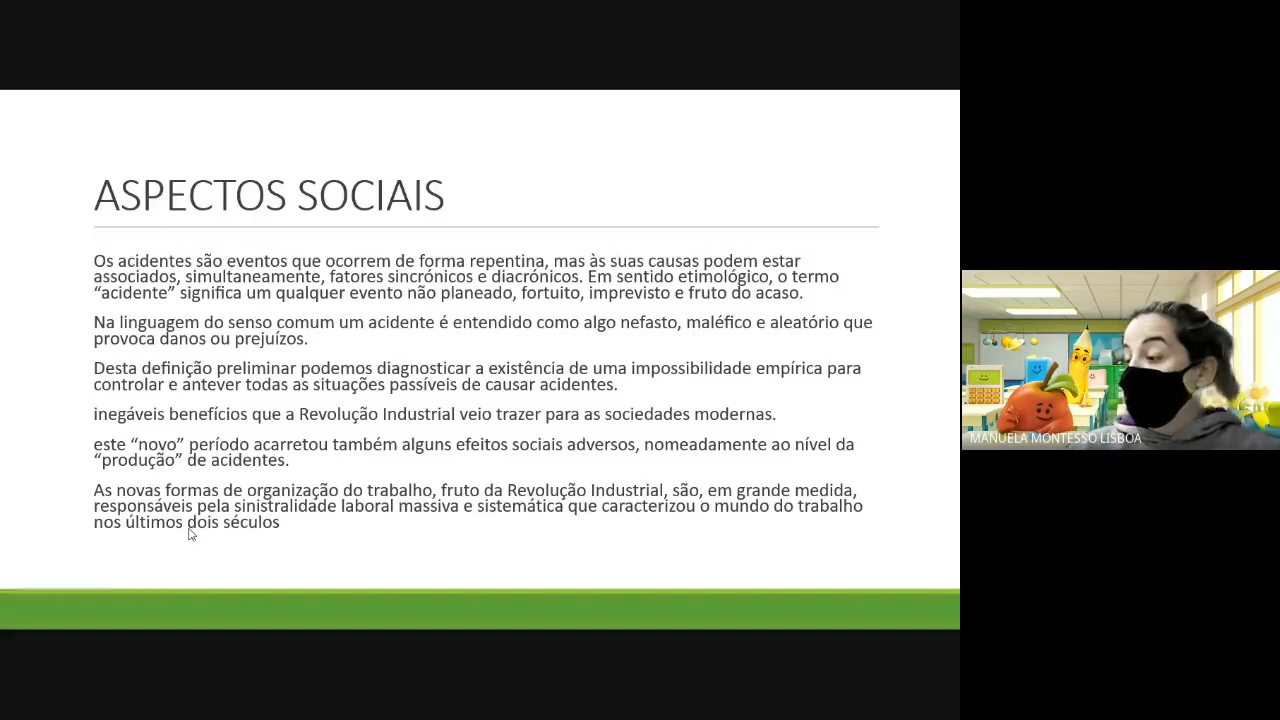 ASPECTOS SOCIAIS
Os acidentes são eventos que ocorrem de forma repentina, mas às suas causas podem estar
associados, simultaneamente, fatores sincrónicos e diacrónicos. Em sentido etimológico, o termo
“acidente” significa um qualquer evento não planeado, fortuito, imprevisto e fruto do acaso.
Na linguagem do senso comum um acidente é entendido como algo nefasto, maléfico e aleatório que
provoca danos ou prejuízos.
Desta definição preliminar podemos diagnosticar a existência de uma impossibilidade empírica para
controlar e antever todas as situações passíveis de causar acidentes.
inegáveis benefícios que a Revolução Industrial veio trazer para as sociedades modernas.
este “novo” período acarretou também alguns efeitos sociais adversos, nomeadamente ao nível da
“produção” de acidentes.
As novas formas de organização do trabalho, fruto da Revolução Industrial, são, em grande medida,
responsáveis pela sinistralidade laboral massiva e sistemática que caracterizou o mundo do trabalho
nos últimos dois séculos
MANUELA MONTESSO LISBOA